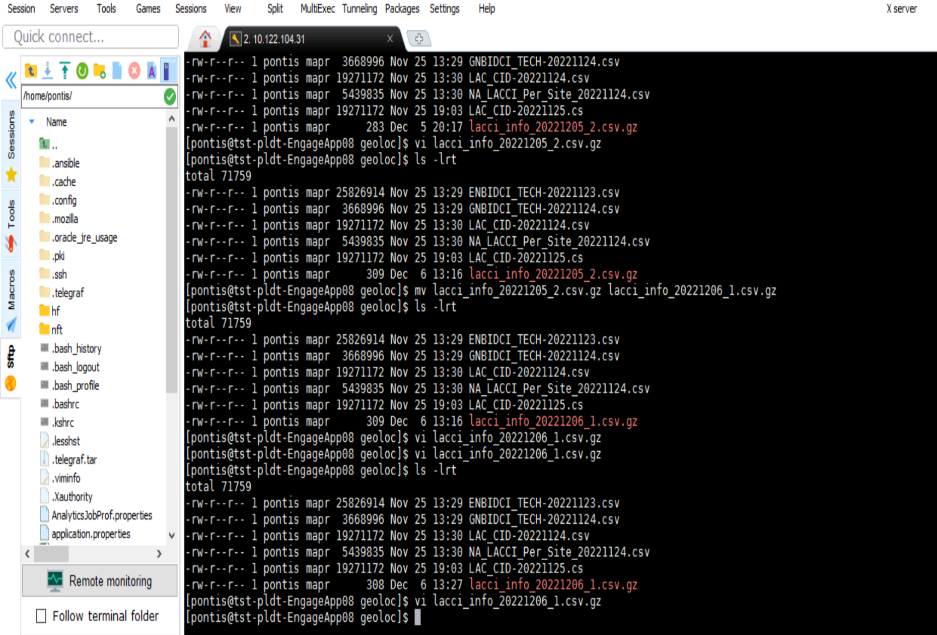 Session Servers Tools Games Sessions View Split MultiExec Tunneling Packages Settings Help X server
Quick connect...
2. 10.122.104.31
/home/pontis/
Name
..
.ansible
.cache
.config
.mozilla
.oracle_jre_usage
.pki
.ssh
.telegraf
hf
nft
.bash_history
.bash_logout
.bash_profile
.bashrc
.kshrc
.lesshst
.telegraf.tar
.viminfo
.Xauthority
AnalyticsJobProf.properties
application.properties
Remote monitoring
Follow terminal folder
Sessions
Tools
Macros
Sftp
-rw-r--r-- 1 pontis mapr 3668996 Nov 25 13:29 GNBIDCI_TECH-20221124.csv
-rw-r--r-- 1 pontis mapr 19271172 Nov 25 13:30 LAC_CID-20221124.csv
-rw-r--r-- 1 pontis mapr 5439835 Nov 25 13:30 NA_LACCI_Per_Site_20221124.csv
-rw-r--r-- 1 pontis mapr 19271172 Nov 25 19:03 LAC_CID-20221125.cs
-rw-r--r-- 1 pontis mapr 283 Dec 5 20:17 lacci_info_20221205_2.csv.gz
[pontis@tst-pldt-EngageApp08 geoloc]$ vi lacci_info_20221205_2.csv.gz
[pontis@tst-pldt-EngageApp08 geoloc]$ ls -lrt
total 71759
-rw-r--r-- 1 pontis mapr 25826914 Nov 25 13:29 ENBIDCI_TECH-20221123.csv
-rw-r--r-- 1 pontis mapr 3668996 Nov 25 13:29 GNBIDCI_TECH-20221124.csv
-rw-r--r-- 1 pontis mapr 19271172 Nov 25 13:30 LAC_CID-20221124.csv
-rw-r--r-- 1 pontis mapr 5439835 Nov 25 13:30 NA_LACCI_Per_Site_20221124.csv
-rw-r--r-- 1 pontis mapr 19271172 Nov 25 19:03 LAC_CID-20221125.cs
-rw-r--r-- 1 pontis mapr 309 Dec 6 13:16 lacci_info_20221205_2.csv.gz
[pontis@tst-pldt-EngageApp08 geoloc]$ mv lacci_info_20221205_2.csv.gz lacci_info_20221206_1.csv.gz
[pontis@tst-pldt-EngageApp08 geoloc]$ ls -lrt
total 71759
-rw-r--r-- 1 pontis mapr 25826914 Nov 25 13:29 ENBIDCI_TECH-20221123.csv
-rw-r--r-- 1 pontis mapr 3668996 Nov 25 13:29 GNBIDCI_TECH-20221124.csv
-rw-r--r-- 1 pontis mapr 19271172 Nov 25 13:30 LAC_CID-20221124.csv
-rw-r--r-- 1 pontis mapr 5439835 Nov 25 13:30 NA_LACCI_Per_Site_20221124.csv
-rw-r--r-- 1 pontis mapr 19271172 Nov 25 19:03 LAC_CID-20221125.cs
-rw-r--r-- 1 pontis mapr 309 Dec 6 13:16 lacci_info_20221206_1.csv.gz
[pontis@tst-pldt-EngageApp08 geoloc]$ vi lacci_info_20221206_1.csv.gz
[pontis@tst-pldt-EngageApp08 geoloc]$ vi lacci_info_20221206_1.csv.gz
[pontis@tst-pldt-EngageApp08 geoloc]$ ls -lrt
total 71759
-rw-r--r-- 1 pontis mapr 25826914 Nov 25 13:29 ENBIDCI_TECH-20221123.csv
-rw-r--r-- 1 pontis mapr 3668996 Nov 25 13:29 GNBIDCI_TECH-20221124.csv
-rw-r--r-- 1 pontis mapr 19271172 Nov 25 13:30 LAC_CID-20221124.csv
-rw-r--r-- 1 pontis mapr 5439835 Nov 25 13:30 NA_LACCI_Per_Site_20221124.csv
-rw-r--r-- 1 pontis mapr 19271172 Nov 25 19:03 LAC_CID-20221125.cs
-rw-r--r-- 1 pontis mapr 308 Dec 6 13:27 lacci_info_20221206_1.csv.gz
[pontis@tst-pldt-EngageApp08 geoloc]$ vi lacci_info_20221206_1.csv.gz
[pontis@tst-pldt-EngageApp08 geoloc]$